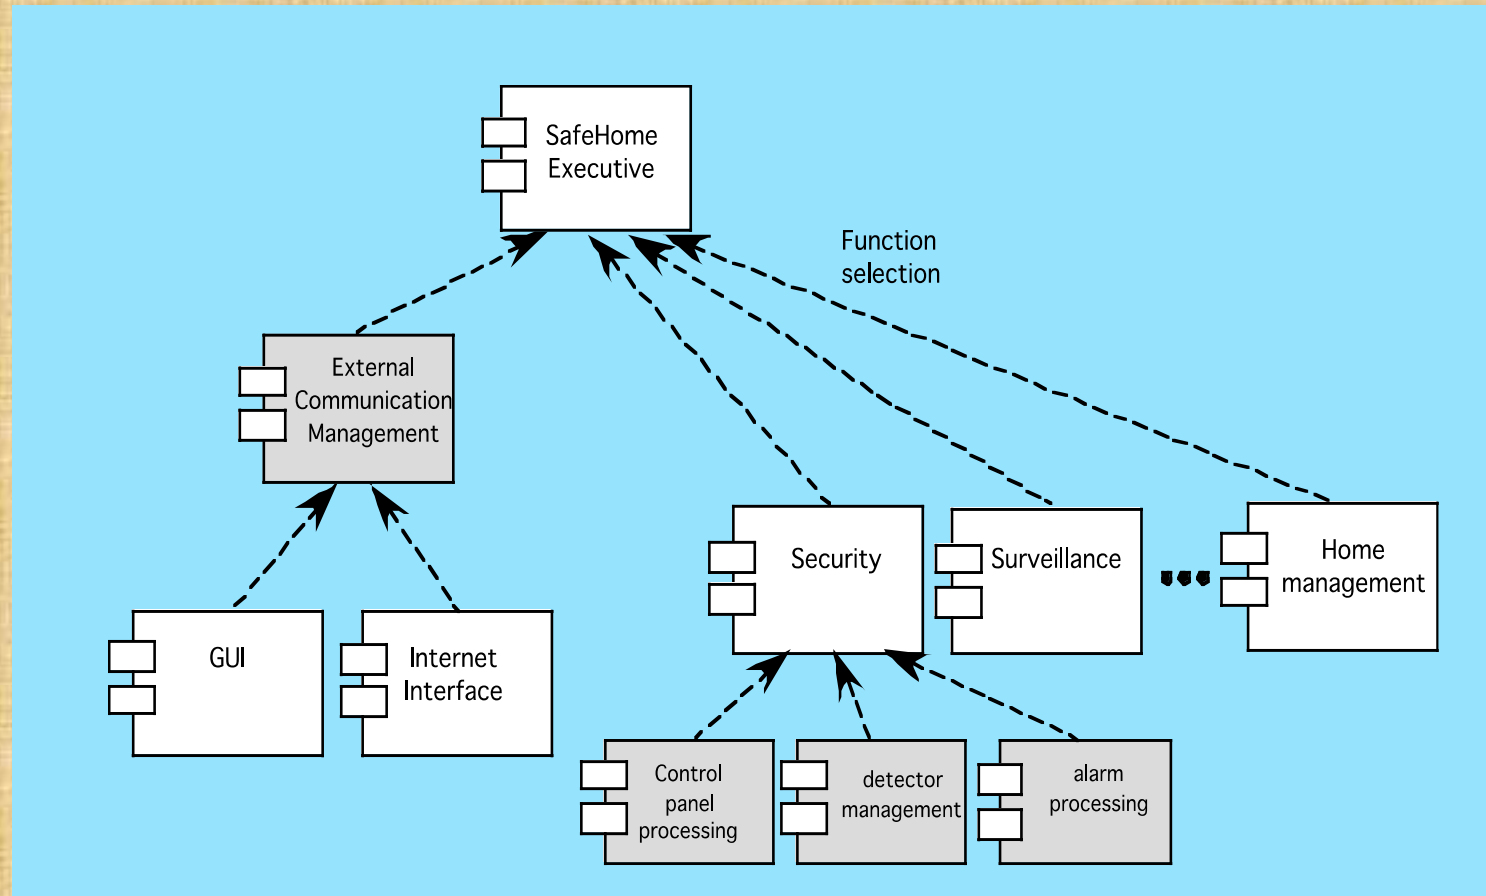 SafeHome
Executive
Function
selection
External
Communication
Management
Security
Surveillance
Home
management
GUI
Internet
Interface
Control
panel
processing
detector
management
alarm
processing